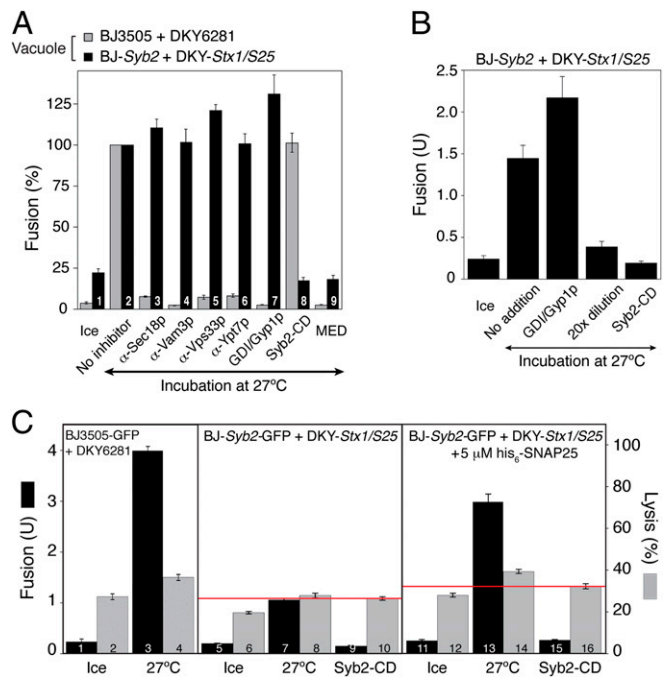 A
Vacuole
BJ3505 + DKY6281
BJ-Syb2 + DKY-Stx1/S25
125
100
75
50
25
0
Fusion (%)
1
2
3
4
5
6
7
8
9
Ice
No inhibitor
α-Sec18p
α-Vam3p
α-Vps33p
α-Ypt7p
GDI/Gyp1p
Syb2-CD
MED
Incubation at 27ºC
B
BJ-Syb2 + DKY-Stx1/S25
2.5
2.0
1.5
1.0
0.5
0
Fusion (U)
Ice
No addition
GDI/Gyp1p
20x dilution
Syb2-CD
Incubation at 27ºC
C
BJ3505-GFP
+ DKY6281
BJ-Syb2-GFP + DKY-Stx1/S25
BJ-Syb2-GFP + DKY-Stx1/S25
+5 µM his6-SNAP25
4
3
2
1
0
Fusion (U)
100
80
60
40
20
0
Lysis (%)
1
2
3
4
5
6
7
8
9
10
11
12
13
14
15
16
Ice
27ºC
Ice
27ºC
Syb2-CD
Ice
27ºC
Syb2-CD